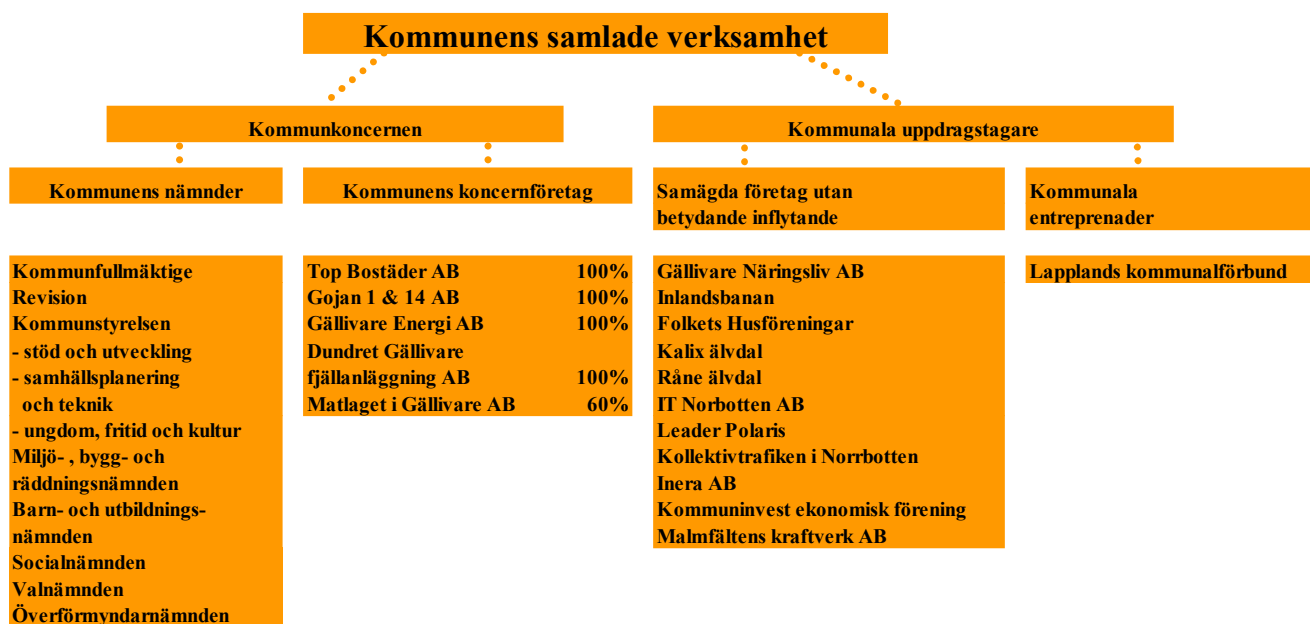 Kommunens samlade verksamhet
Kommunkoncernen
Kommunala uppdragstagare
Kommunens nämnder
Kommunens koncernföretag
Samägda företag utan
betydande inflytande
Kommunala
entreprenader
Kommunfullmäktige
Revision
Kommunstyrelsen
- stöd och utveckling
- samhällsplanering
och teknik
- ungdom, fritid och kultur
Miljö- , bygg- och
räddningsnämnden
Barn- och utbildnings-
nämnden
Socialnämnden
Valnämnden
Överförmyndarnämnden
Top Bostäder AB 100%
Gojan 1 & 14 AB 100%
Gällivare Energi AB 100%
Dundret Gällivare
fjällanläggning AB 100%
Matlaget i Gällivare AB 60%
Gällivare Näringsliv AB
Inlandsbanan
Folkets Husföreningar
Kalix älvdal
Råne älvdal
IT Norbotten AB
Leader Polaris
Kollektivtrafiken i Norrbotten
Inera AB
Kommuninvest ekonomisk förening
Malmfältens kraftverk AB
Lapplands kommunalförbund